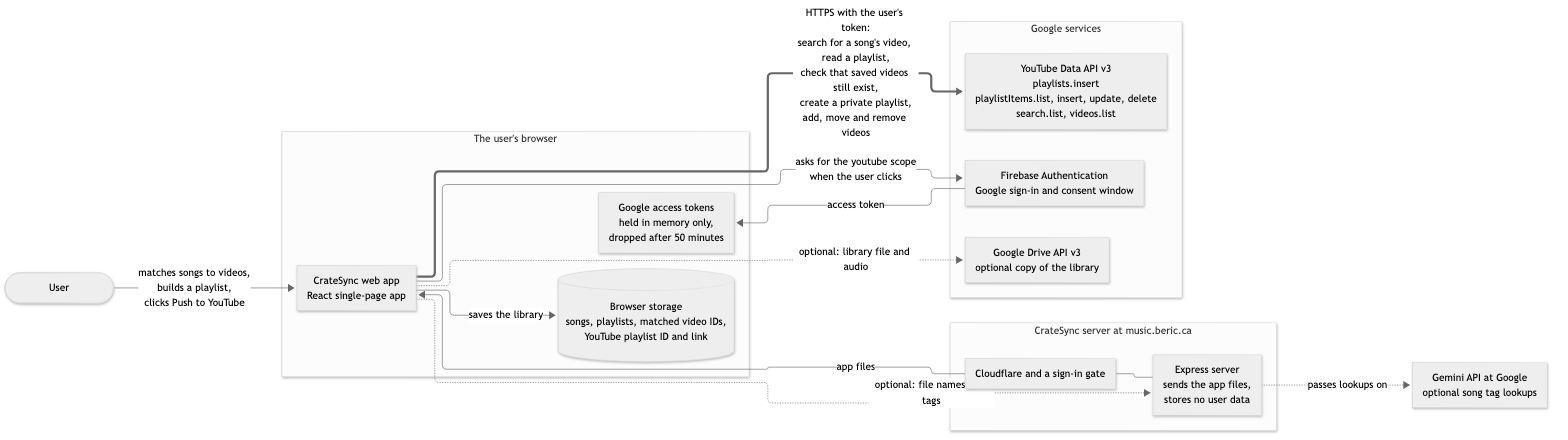 HTTPS with the user's
token:
search for a song's video,
read a playlist,
check that saved videos
still exist,
create a private playlist,
add, move and remove
videos
Google services
YouTube Data API v3
playlists.insert
playlistItems.list, insert, update, delete
search.list, videos.list
The user's browser
asks for the youtube scope
when the user clicks
Firebase Authentication
Google sign-in and consent window
Google access tokens
held in memory only,
dropped after 50 minutes
access token
optional: library file and
audio
Google Drive API v3
optional copy of the library
User
matches songs to videos,
builds a playlist,
clicks Push to YouTube
CrateSync web app
React single-page app
saves the library
Browser storage
songs, playlists, matched video IDs,
YouTube playlist ID and link
CrateSync server at music.beric.ca
app files
Cloudflare and a sign-in gate
optional: file names
tags
Express server
sends the app files,
stores no user data
passes lookups on
Gemini API at Google
optional song tag lookups